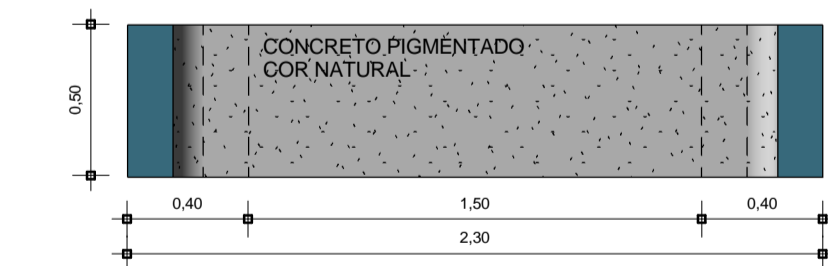 CONCRETO PIGMENTADO
COR NATURAL
0,50
0,40
1,50
0,40
2,30